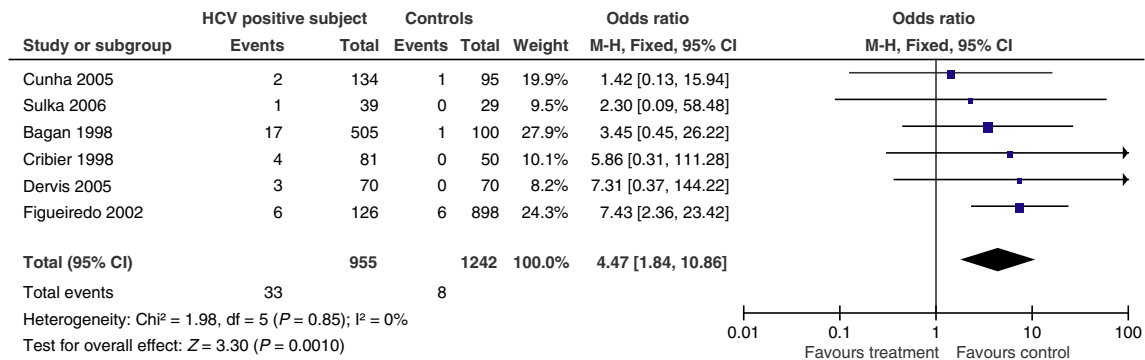 HCV positive subject Controls Odds ratio Odds ratio
Study or subgroup Events Total Events Total Weight M-H, Fixed, 95% CI M-H, Fixed, 95% CI
Cunha 2005 2 134 1 95 19.9% 1.42 [0.13, 15.94]
Sulka 2006 1 39 0 29 9.5% 2.30 [0.09, 58.48]
Bagan 1998 17 505 1 100 27.9% 3.45 [0.45, 26.22]
Cribier 1998 4 81 0 50 10.1% 5.86 [0.31, 111.28]
Dervis 2005 3 70 0 70 8.2% 7.31 [0.37, 144.22]
Figueiredo 2002 6 126 6 898 24.3% 7.43 [2.36, 23.42]
Total (95% CI) 955 1242 100.0% 4.47 [1.84, 10.86]
Total events 33 8
Heterogeneity: Chi² = 1.98, df = 5 (P = 0.85); I² = 0%
Test for overall effect: Z = 3.30 (P = 0.0010)
0.01 0.1 1 10 100
Favours treatment Favours control